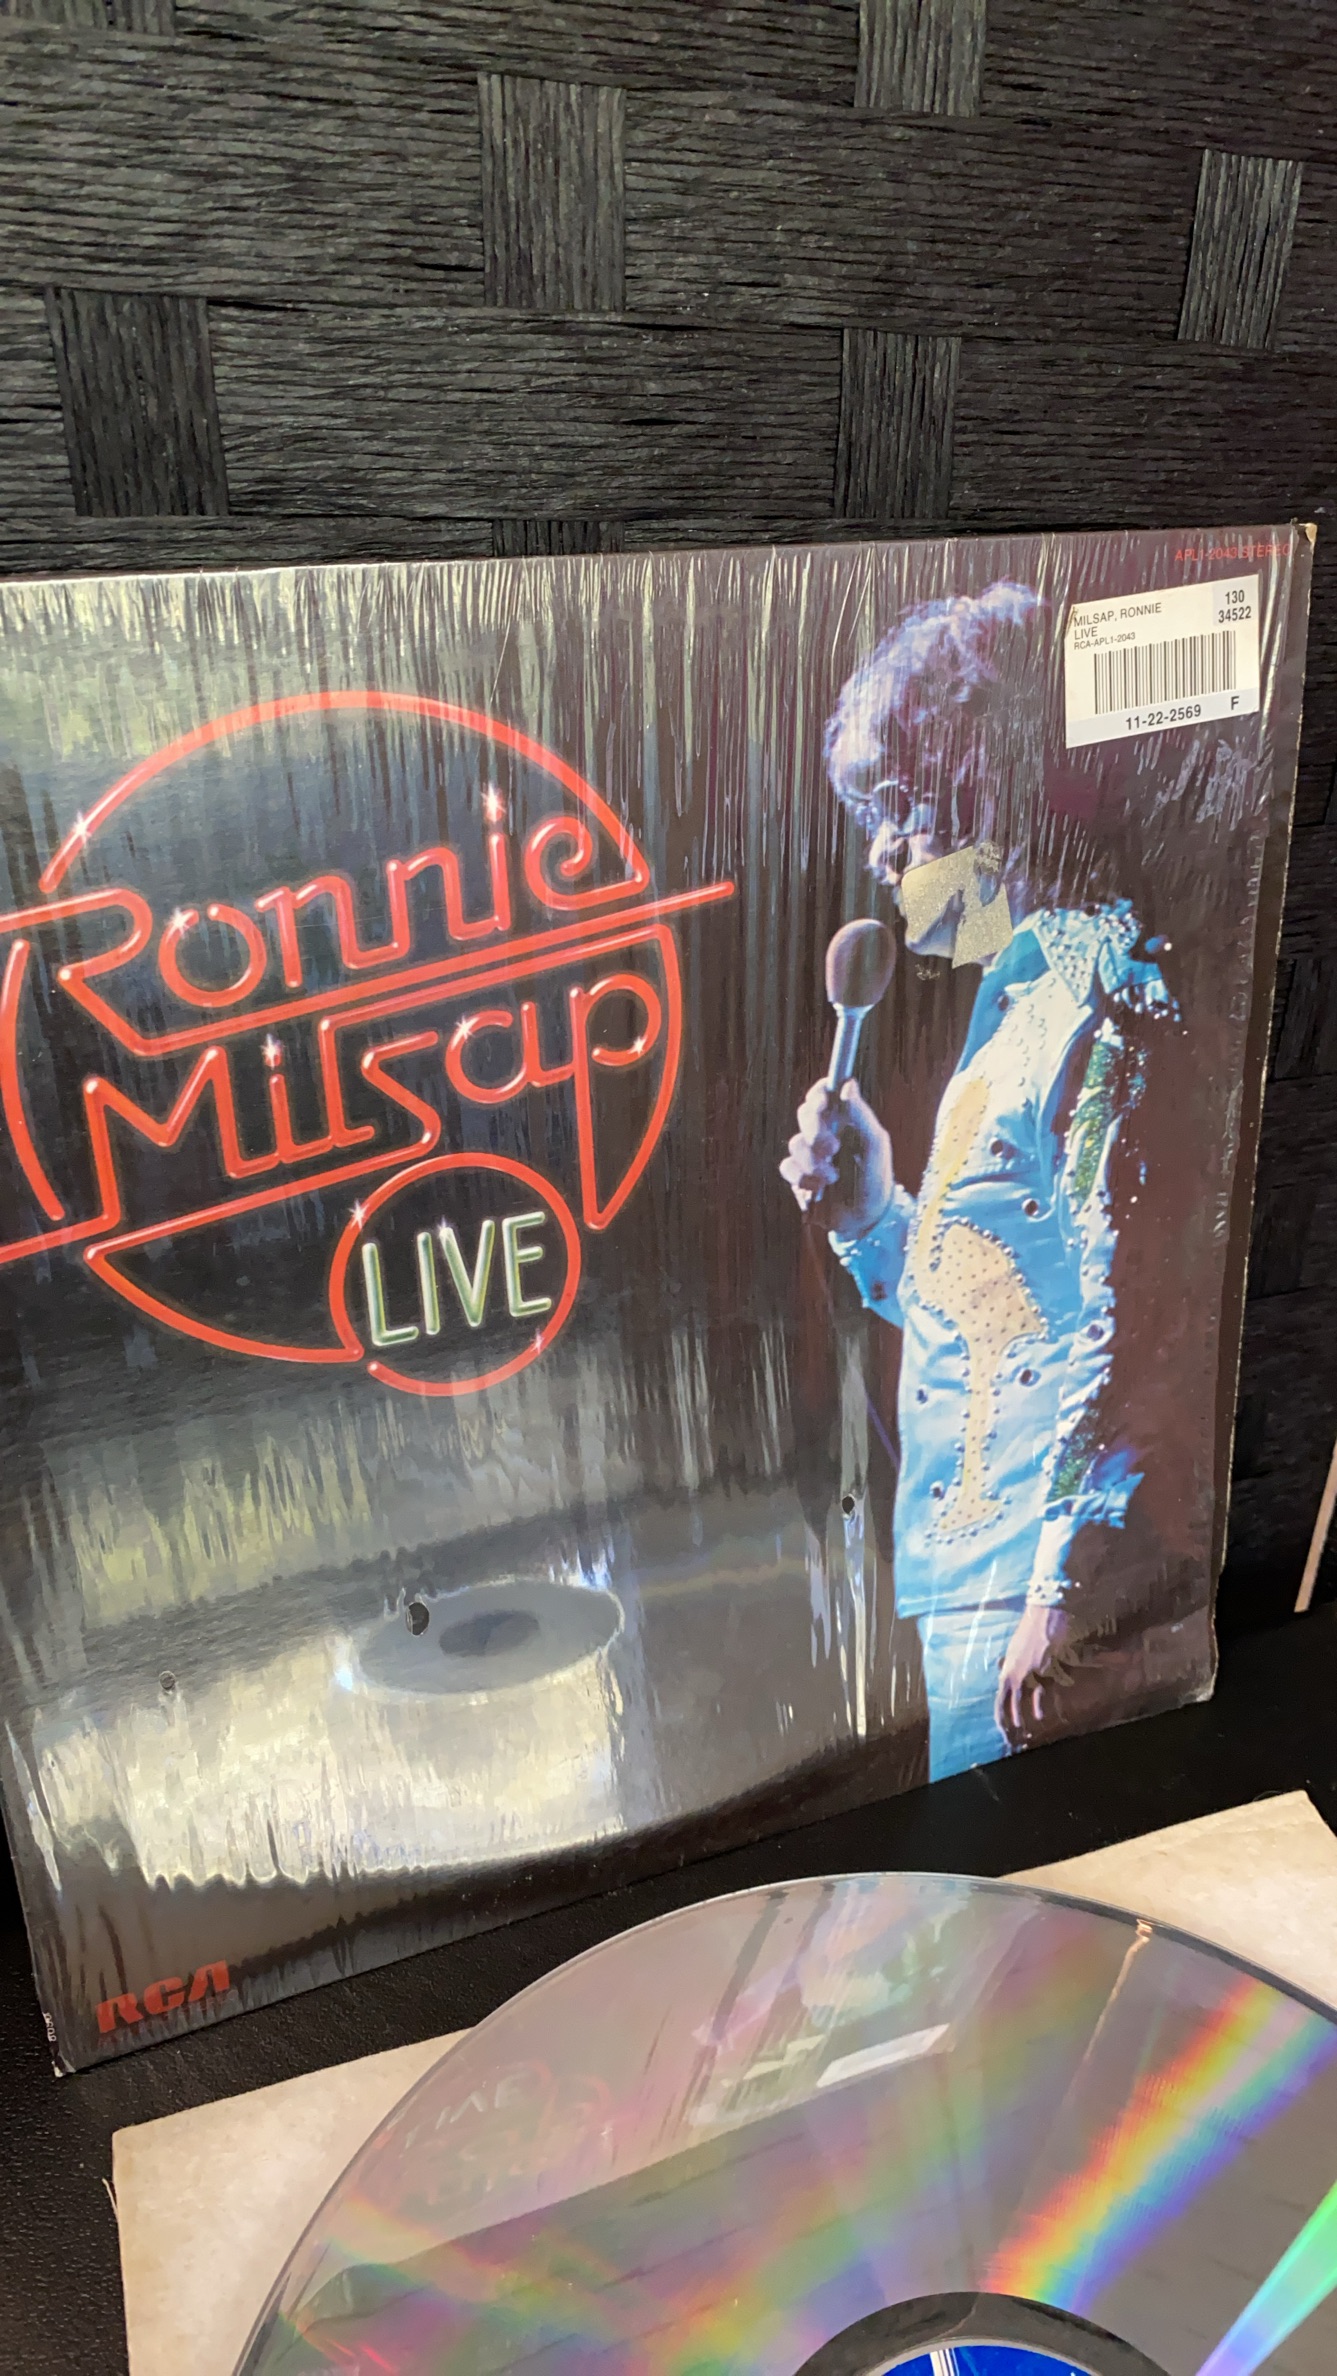 APL1-2043 STEREO
MILSAP, RONNIE
130
LIVE
34522
RCA-APL1-2043
11-22-2569 F
Ronnie
Milsap
LIVE
RCA